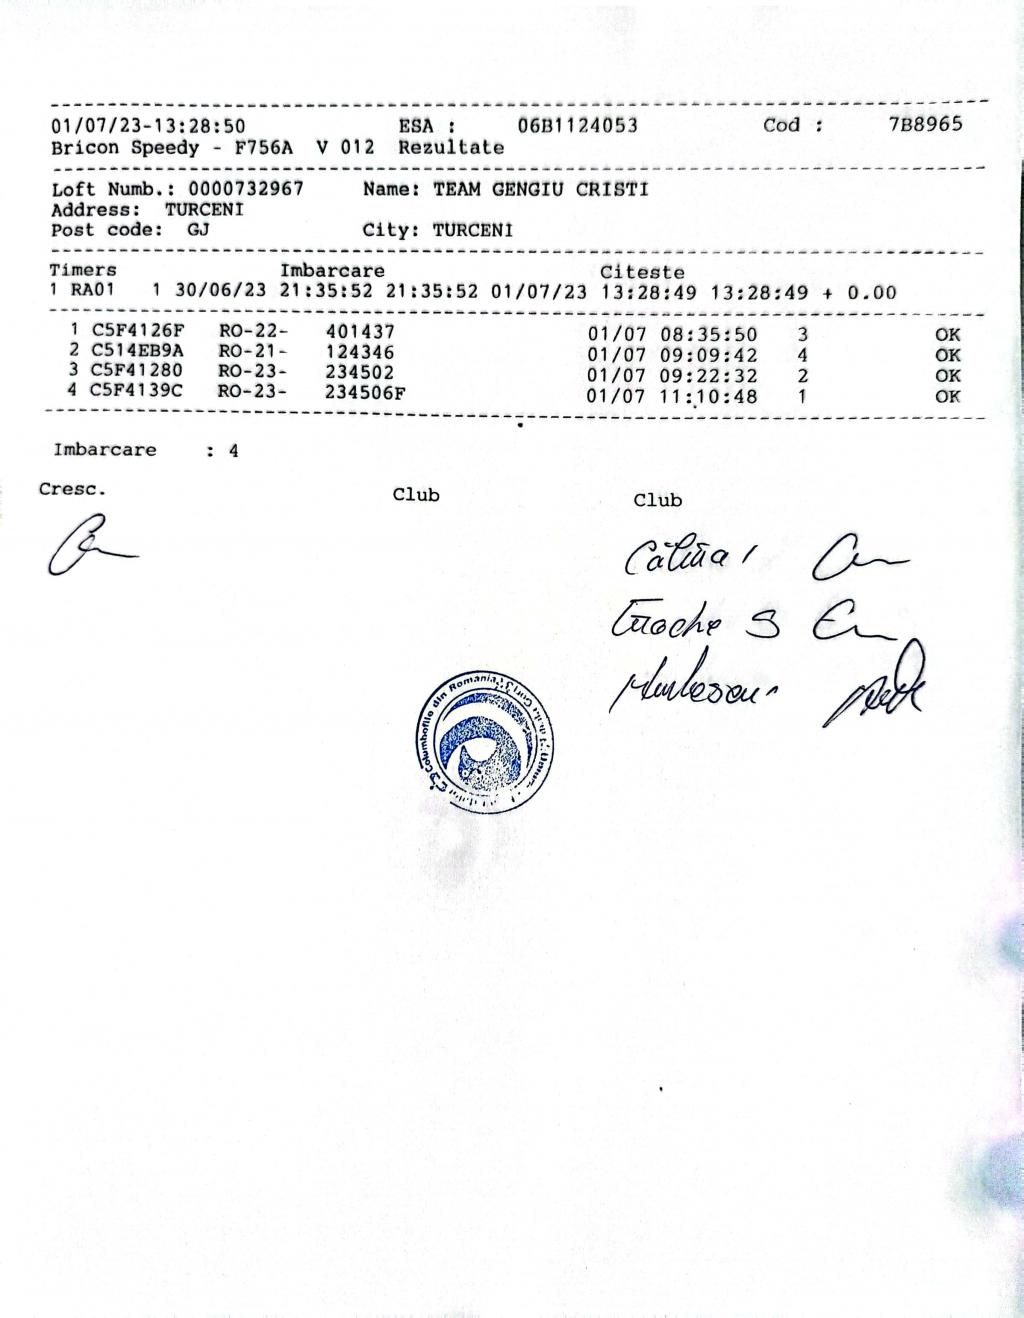 01/07/23-13:28:50 ESA : 06B1124053 Cod : 7B8965
Bricon Speedy - F756A V 012 Rezultate
Loft Numb.: 0000732967 Name: TEAM GENGIU CRISTI
Address: TURCENI
Post code: GJ City: TURCENI
Timers Imbarcare Citeste
1 RA01 1 30/06/23 21:35:52 21:35:52 01/07/23 13:28:49 13:28:49 + 0.00
1 C5F4126F RO-22- 401437 01/07 08:35:50 3 OK
2 C514EB9A RO-21- 124346 01/07 09:09:42 4 OK
3 C5F41280 RO-23- 234502 01/07 09:22:32 2 OK
4 C5F4139C RO-23- 234506F 01/07 11:10:48 1 OK
Imbarcare : 4
Cresc. Club Club
Columbofila din Romania